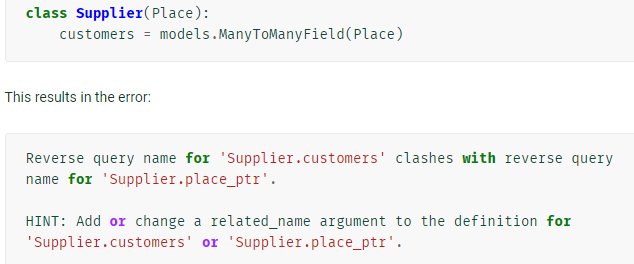 class Supplier(Place):
    customers = models.ManyToManyField(Place)
This results in the error:
Reverse query name for 'Supplier.customers' clashes with reverse query
name for 'Supplier.place_ptr'.
HINT: Add or change a related_name argument to the definition for
'Supplier.customers' or 'Supplier.place_ptr'.